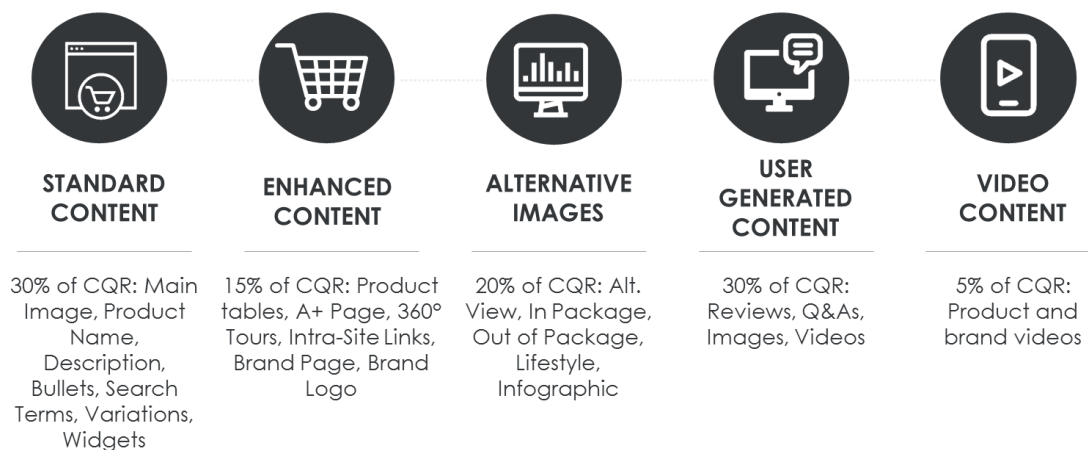 STANDARD
CONTENT
30% of CQR: Main
Image, Product
Name,
Description,
Bullets, Search
Terms, Variations,
Widgets
ENHANCED
CONTENT
15% of CQR: Product
tables, A+ Page, 360°
Tours, Intra-Site Links,
Brand Page, Brand
Logo
ALTERNATIVE
IMAGES
20% of CQR: Alt.
View, In Package,
Out of Package,
Lifestyle,
Infographic
USER
GENERATED
CONTENT
30% of CQR:
Reviews, Q&As,
Images, Videos
VIDEO
CONTENT
5% of CQR:
Product and
brand videos